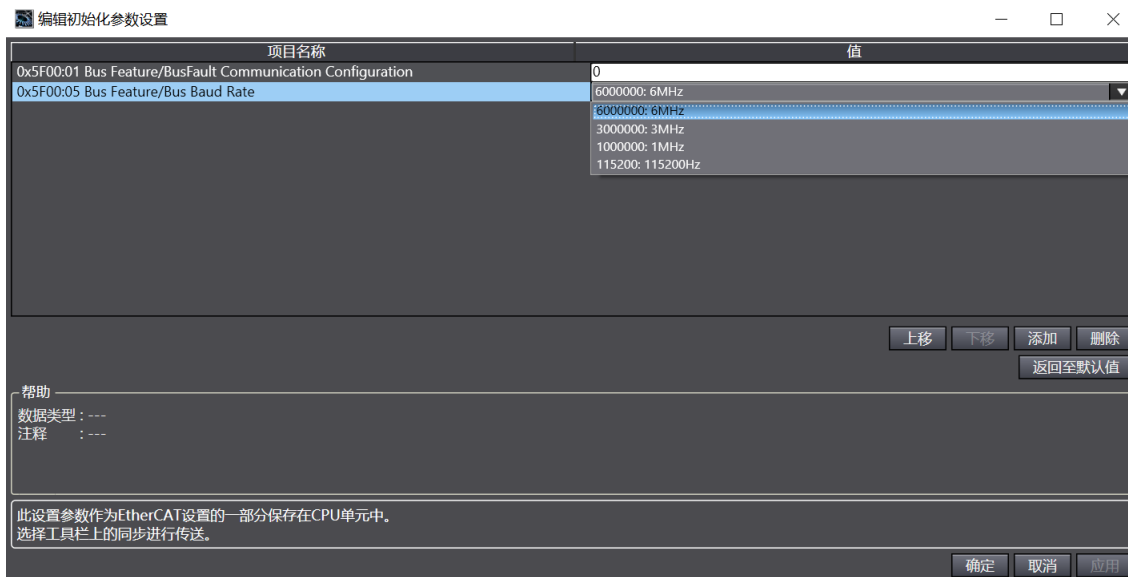 编辑初始化参数设置
项目名称 值
0x5F00:01 Bus Feature/BusFault Communication Configuration 0
0x5F00:05 Bus Feature/Bus Baud Rate 6000000: 6MHz
6000000: 6MHz
3000000: 3MHz
1000000: 1MHz
115200: 115200Hz
上移 下移 添加 删除
返回至默认值
帮助
数据类型 : ---
注释 : ---
此设置参数作为EtherCAT设置的一部分保存在CPU单元中。
选择工具栏上的同步进行传送。
确定 取消 应用